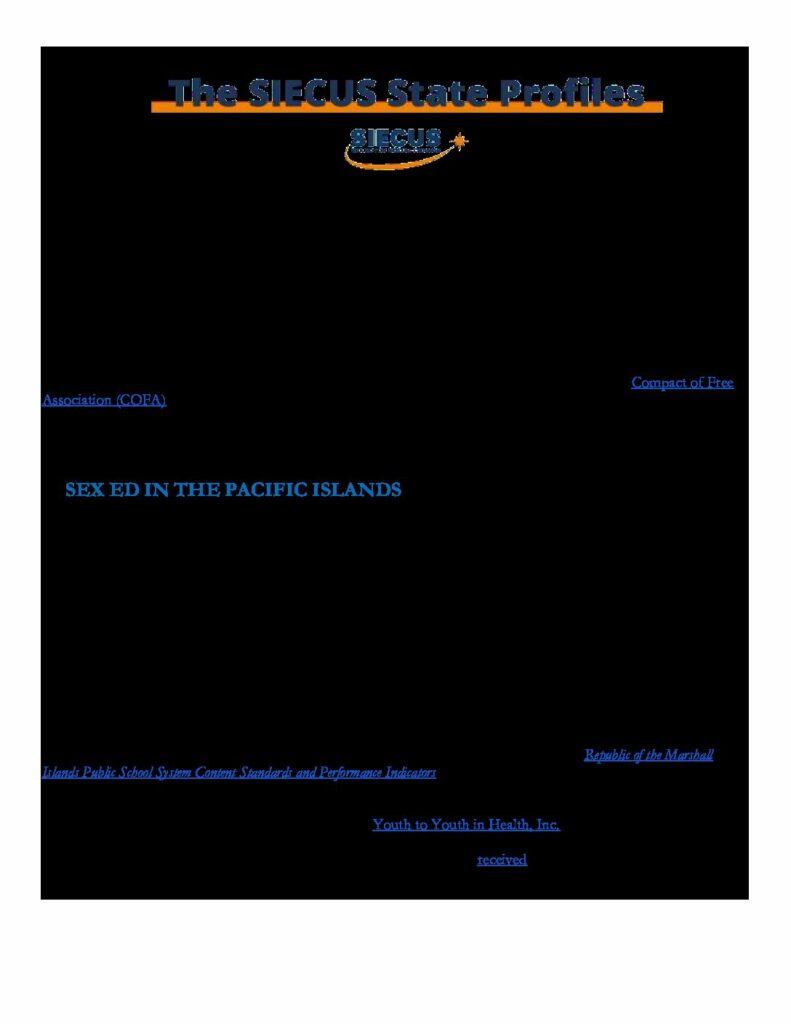 The SIECUS State Profiles
SIECUS
Compact of Free
Association (COFA)
SEX ED IN THE PACIFIC ISLANDS
Republic of the Marshall
Islands Public School System Content Standards and Performance Indicators
Youth to Youth in Health, Inc.
received